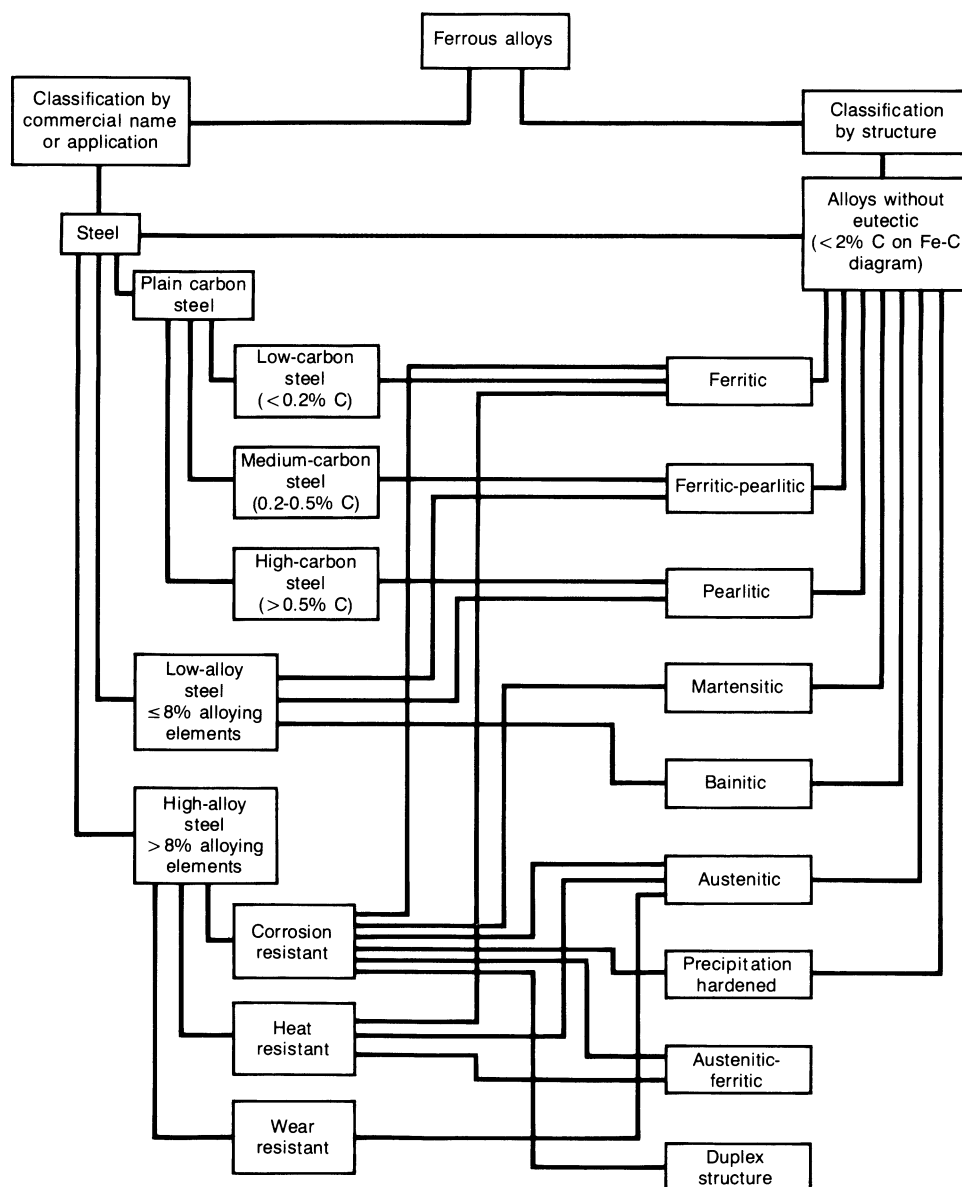 Ferrous alloys
Classification by
commercial name
or application
Classification
by structure
Alloys without
eutectic
(<2% C on Fe-C
diagram)
Steel
Plain carbon
steel
Low-carbon
steel
(<0.2% C)
Ferritic
Medium-carbon
steel
(0.2-0.5% C)
Ferritic-pearlitic
High-carbon
steel
(>0.5% C)
Pearlitic
Low-alloy
steel
≤8% alloying
elements
Martensitic
Bainitic
High-alloy
steel
>8% alloying
elements
Austenitic
Corrosion
resistant
Precipitation
hardened
Heat
resistant
Austenitic-
ferritic
Wear
resistant
Duplex
structure